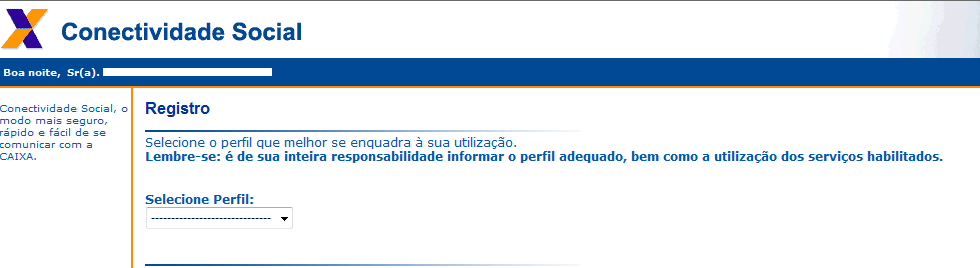 Conectividade Social
Boa noite, Sr(a).
Conectividade Social, o
modo mais seguro,
rápido e fácil de se
comunicar com a
CAIXA.
Registro
Selecione o perfil que melhor se enquadra à sua utilização.
Lembre-se: é de sua inteira responsabilidade informar o perfil adequado, bem como a utilização dos serviços habilitados.
Selecione Perfil:
------------------------------